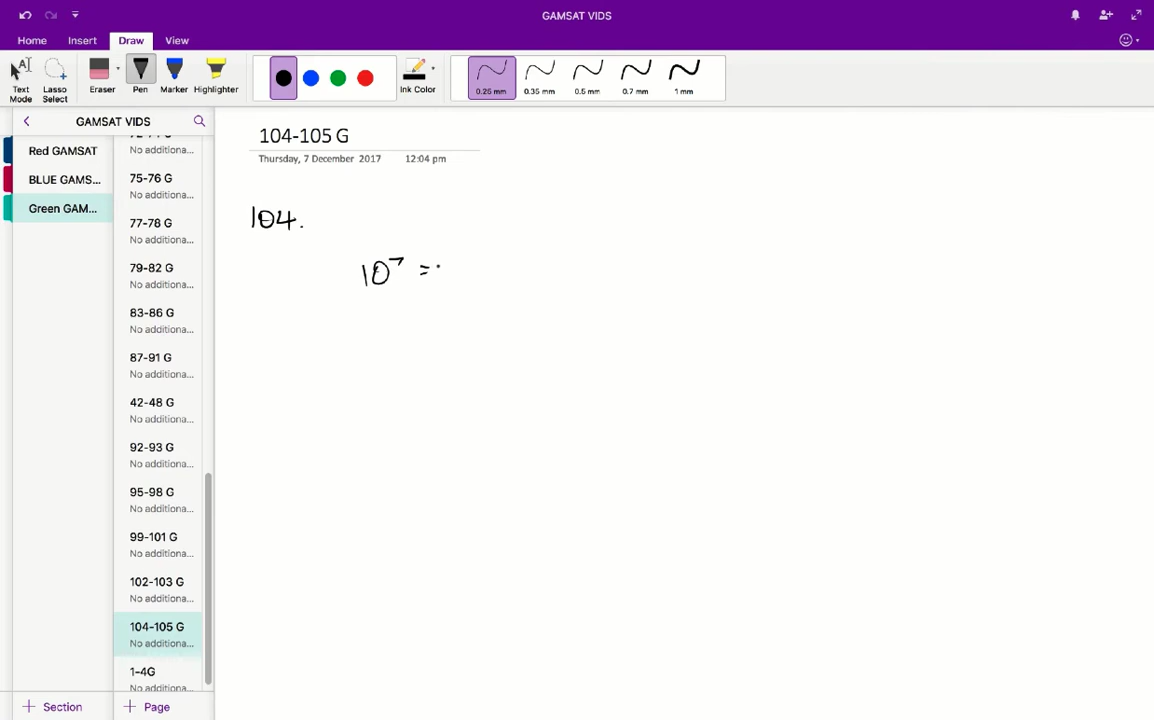 GAMSAT VIDS
Home Insert Draw View
Text Mode
Lasso Select
Eraser
Pen
Marker
Highlighter
Ink Color
0.25 mm
0.35 mm
0.5 mm
0.7 mm
1 mm
GAMSAT VIDS
Red GAMSAT
BLUE GAMS...
Green GAM...
No additiona...
75-76 G
No additiona...
77-78 G
No additiona...
79-82 G
No additiona...
83-86 G
No additiona...
87-91 G
No additiona...
42-48 G
No additiona...
92-93 G
No additiona...
95-98 G
No additiona...
99-101 G
No additiona...
102-103 G
No additiona...
104-105 G
No additiona...
1-4G
No additiona...
+ Section
+ Page
104-105 G
Thursday, 7 December 2017 12:04 pm
104.
10⁷ =